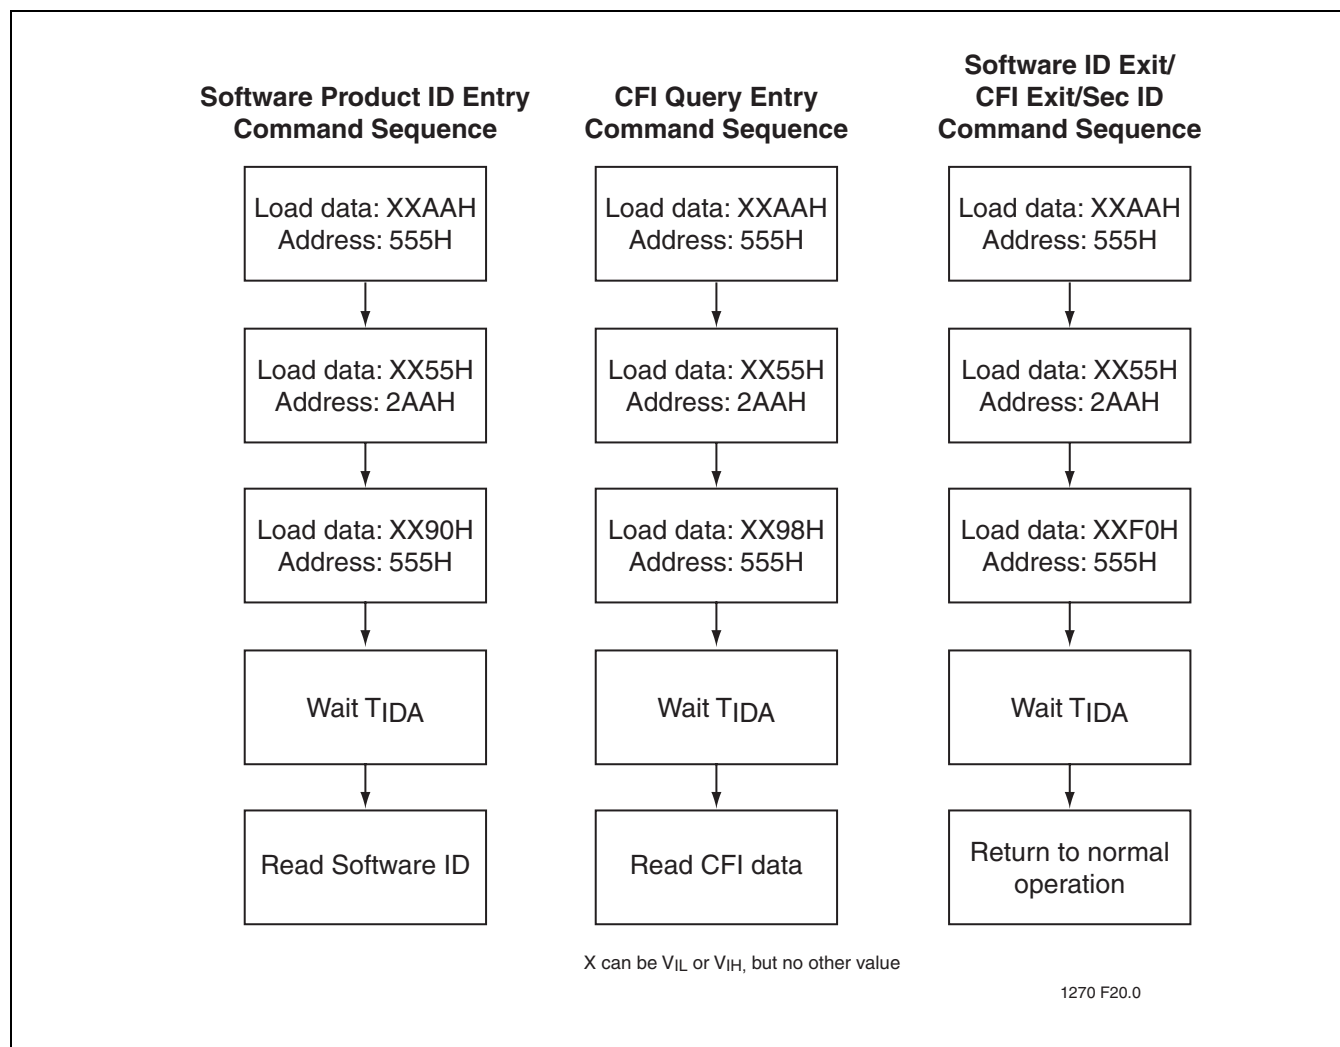 Software Product ID Entry
Command Sequence
Load data: XXAAH
Address: 555H
Load data: XX55H
Address: 2AAH
Load data: XX90H
Address: 555H
Wait TIDA
Read Software ID
CFI Query Entry
Command Sequence
Load data: XXAAH
Address: 555H
Load data: XX55H
Address: 2AAH
Load data: XX98H
Address: 555H
Wait TIDA
Read CFI data
Software ID Exit/
CFI Exit/Sec ID
Command Sequence
Load data: XXAAH
Address: 555H
Load data: XX55H
Address: 2AAH
Load data: XXF0H
Address: 555H
Wait TIDA
Return to normal
operation
X can be VIL or VIH, but no other value
1270 F20.0